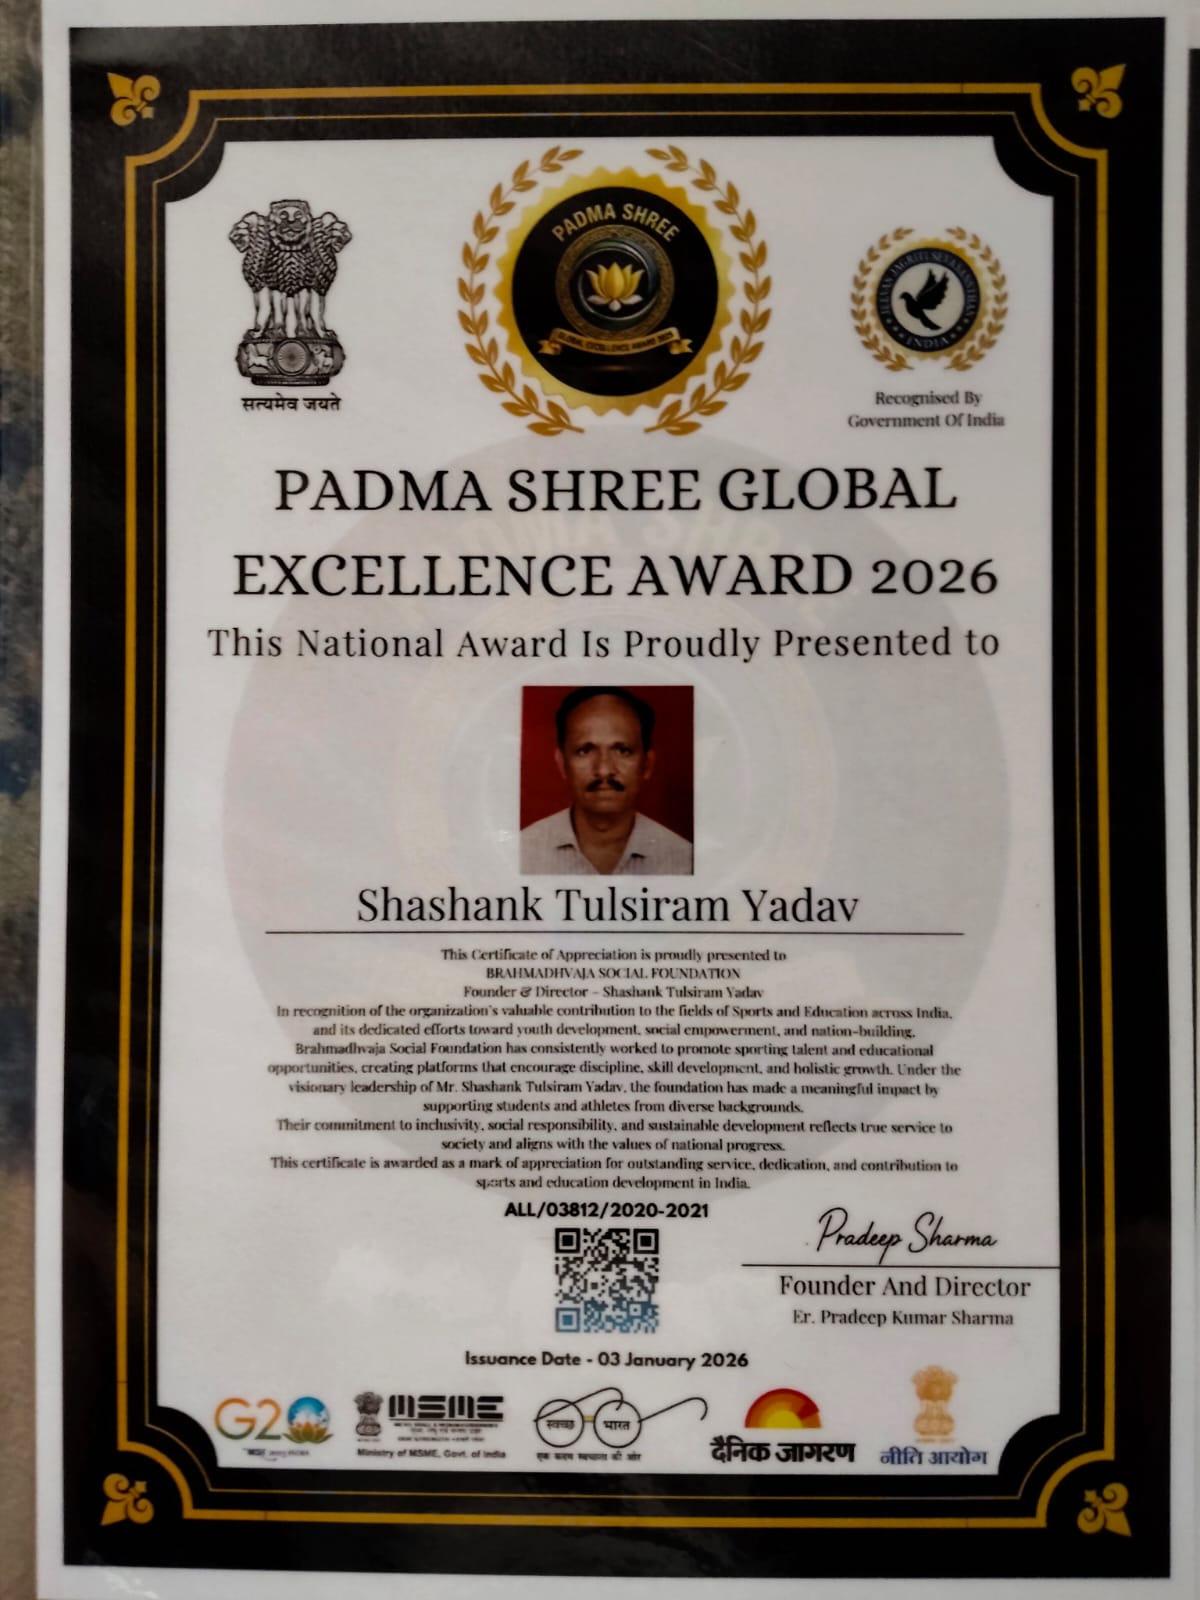 PADMA SHREE
GLOBAL EXCELLENCE AWARD 2025
सत्यमेव जयते
JEEVAN JAGRITI SEVA SANSTHAN
INDIA
Recognised By
Government Of India
PADMA SHREE GLOBAL
EXCELLENCE AWARD 2026
This National Award Is Proudly Presented to
Shashank Tulsiram Yadav
This Certificate of Appreciation is proudly presented to
BRAHMADHVAJA SOCIAL FOUNDATION
Founder & Director - Shashank Tulsiram Yadav
In recognition of the organization's valuable contribution to the fields of Sports and Education across India,
and its dedicated efforts toward youth development, social empowerment, and nation-building.
Brahmadhvaja Social Foundation has consistently worked to promote sporting talent and educational
opportunities, creating platforms that encourage discipline, skill development, and holistic growth. Under the
visionary leadership of Mr. Shashank Tulsiram Yadav, the foundation has made a meaningful impact by
supporting students and athletes from diverse backgrounds.
Their commitment to inclusivity, social responsibility, and sustainable development reflects true service to
society and aligns with the values of national progress.
This certificate is awarded as a mark of appreciation for outstanding service, dedication, and contribution to
sports and education development in India.
ALL/03812/2020-2021
Pradeep Sharma
Founder And Director
Er. Pradeep Kumar Sharma
Issuance Date - 03 January 2026
G20
MSME
Ministry of MSME, Govt. of India
स्वच्छ भारत
एक कदम स्वच्छता की ओर
दैनिक जागरण
नीति आयोग